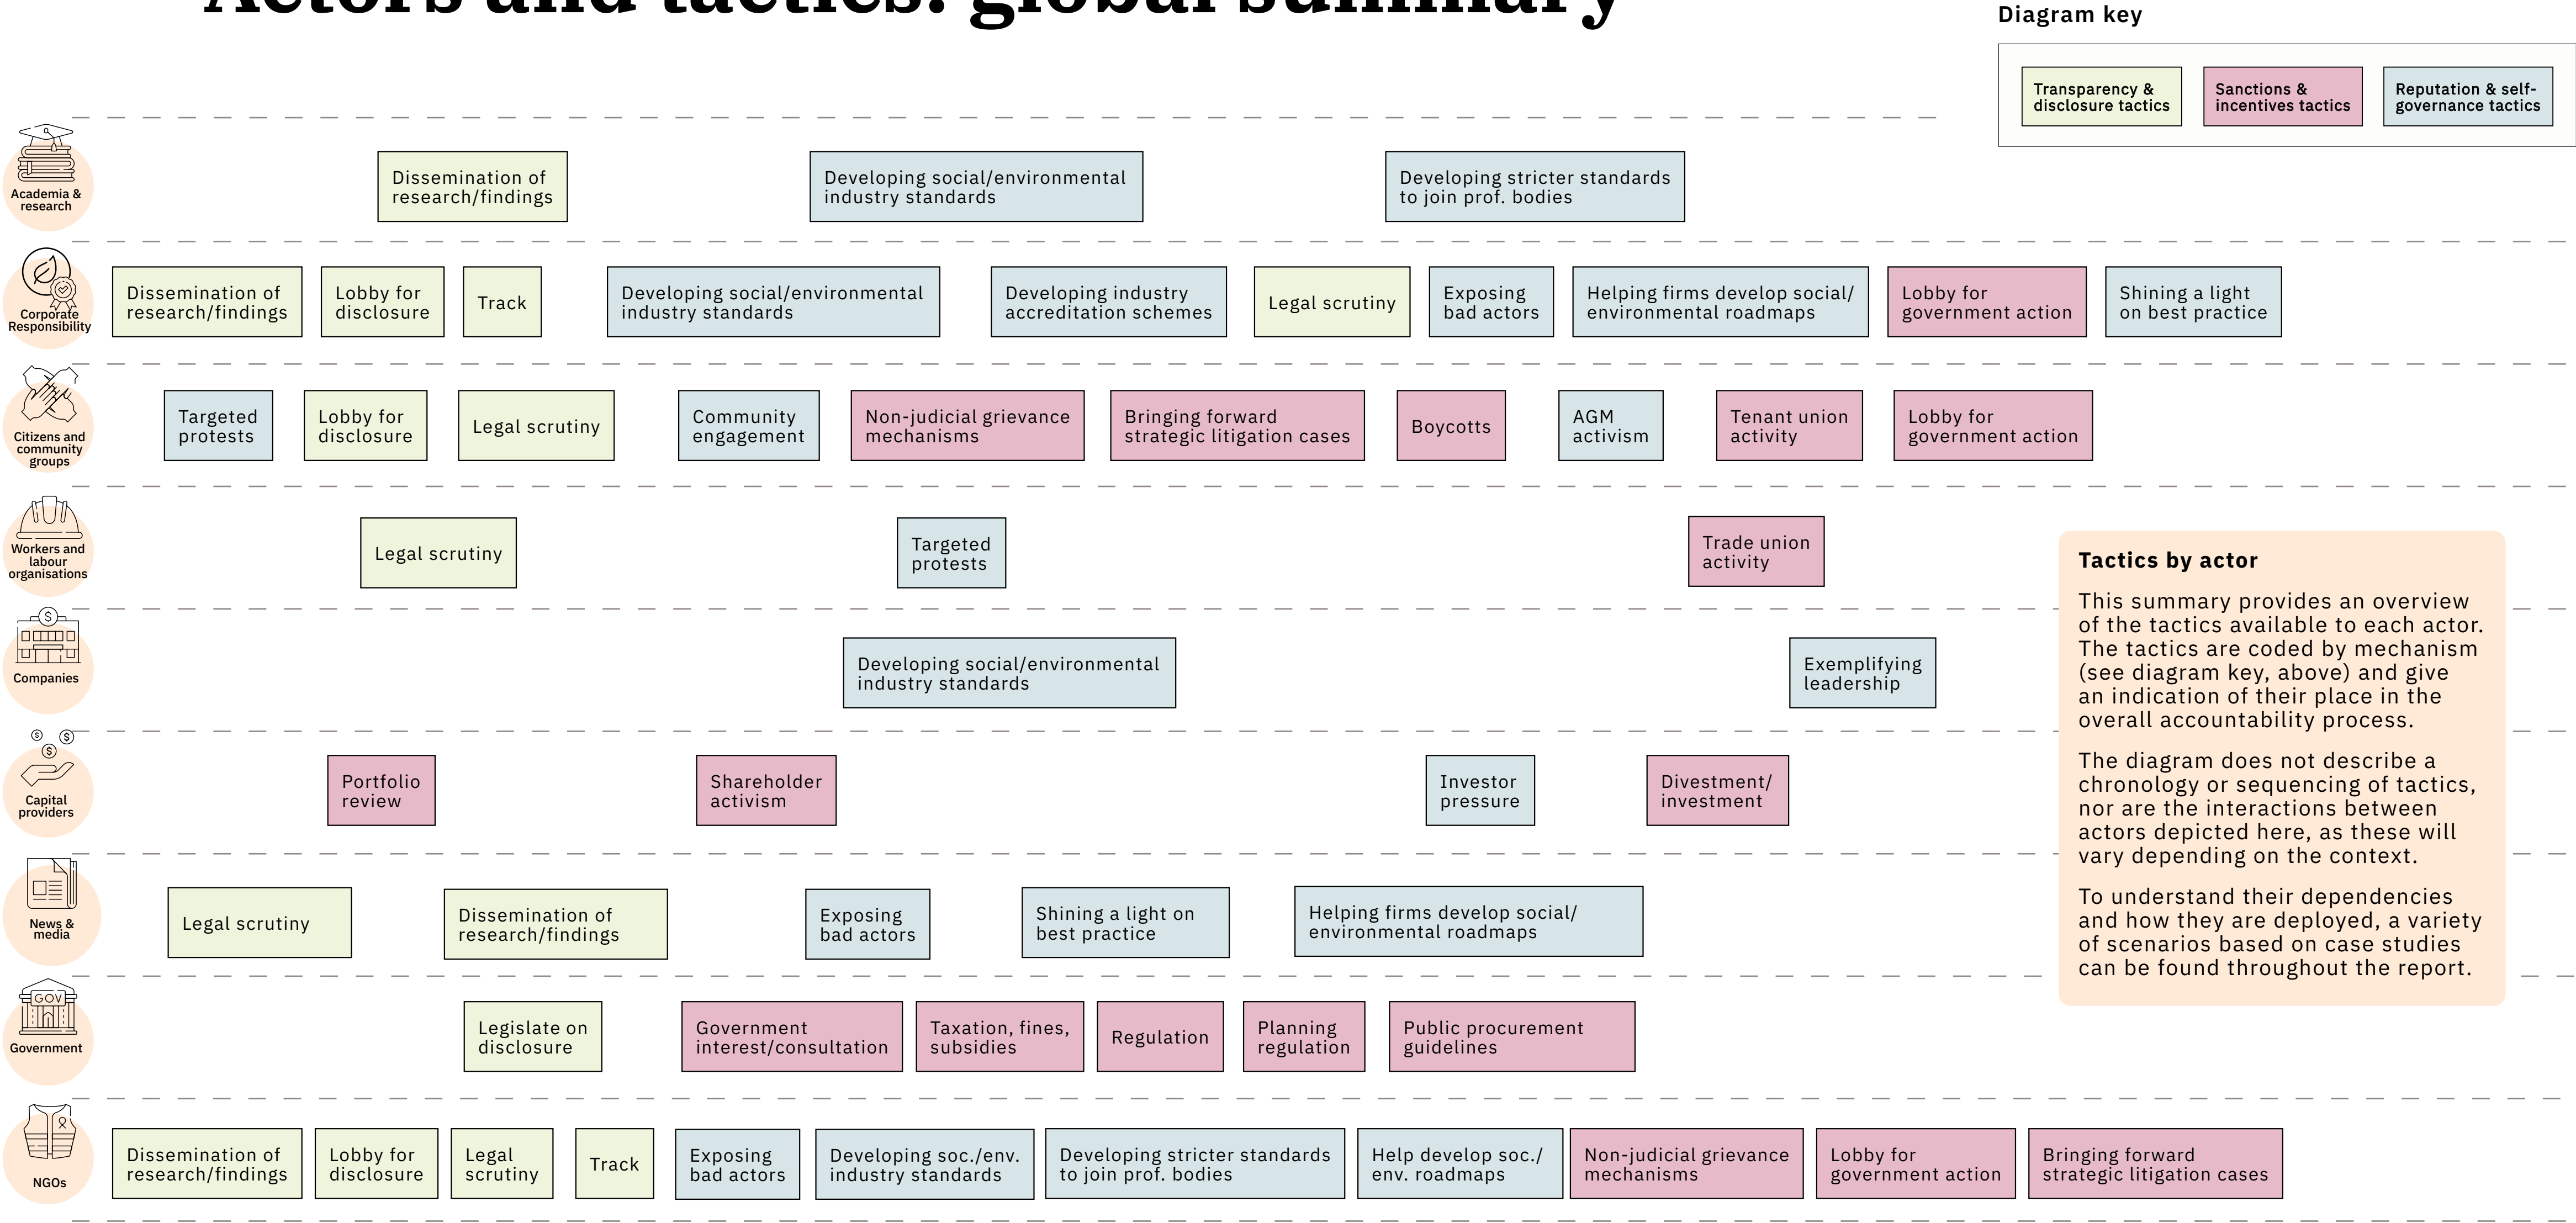 Actors and tactics: global summary
Diagram key
Transparency &
disclosure tactics
Sanctions &
incentives tactics
Reputation & self-
governance tactics
Academia &
research
Dissemination of
research/findings
Developing social/environmental
industry standards
Developing stricter standards
to join prof. bodies
Corporate
Responsibility
Dissemination of
research/findings
Lobby for
disclosure
Track
Developing social/environmental
industry standards
Developing industry
accreditation schemes
Legal scrutiny
Exposing
bad actors
Helping firms develop social/
environmental roadmaps
Lobby for
government action
Shining a light
on best practice
Citizens and
community
groups
Targeted
protests
Lobby for
disclosure
Legal scrutiny
Community
engagement
Non-judicial grievance
mechanisms
Bringing forward
strategic litigation cases
Boycotts
AGM
activism
Tenant union
activity
Lobby for
government action
Workers and
labour
organisations
Legal scrutiny
Targeted
protests
Trade union
activity
Companies
Developing social/environmental
industry standards
Exemplifying
leadership
Capital
providers
Portfolio
review
Shareholder
activism
Investor
pressure
Divestment/
investment
News &
media
Legal scrutiny
Dissemination of
research/findings
Exposing
bad actors
Shining a light on
best practice
Helping firms develop social/
environmental roadmaps
GOV
Government
Legislate on
disclosure
Government
interest/consultation
Taxation, fines,
subsidies
Regulation
Planning
regulation
Public procurement
guidelines
NGOs
Dissemination of
research/findings
Lobby for
disclosure
Legal
scrutiny
Track
Exposing
bad actors
Developing soc./env.
industry standards
Developing stricter standards
to join prof. bodies
Help develop soc./
env. roadmaps
Non-judicial grievance
mechanisms
Lobby for
government action
Bringing forward
strategic litigation cases
Tactics by actor
This summary provides an overview
of the tactics available to each actor.
The tactics are coded by mechanism
(see diagram key, above) and give
an indication of their place in the
overall accountability process.
The diagram does not describe a
chronology or sequencing of tactics,
nor are the interactions between
actors depicted here, as these will
vary depending on the context.
To understand their dependencies
and how they are deployed, a variety
of scenarios based on case studies
can be found throughout the report.